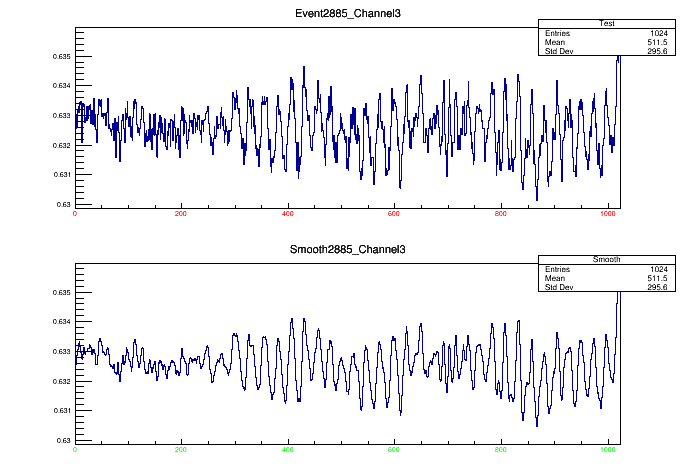 Event2885_Channel3
Test
Entries 1024
Mean 511.5
Std Dev 295.6
0.635
0.634
0.633
0.632
0.631
0.63
0 200 400 600 800 1000
Smooth2885_Channel3
Smooth
Entries 1024
Mean 511.5
Std Dev 295.6
0.635
0.634
0.633
0.632
0.631
0.63
0 200 400 600 800 1000